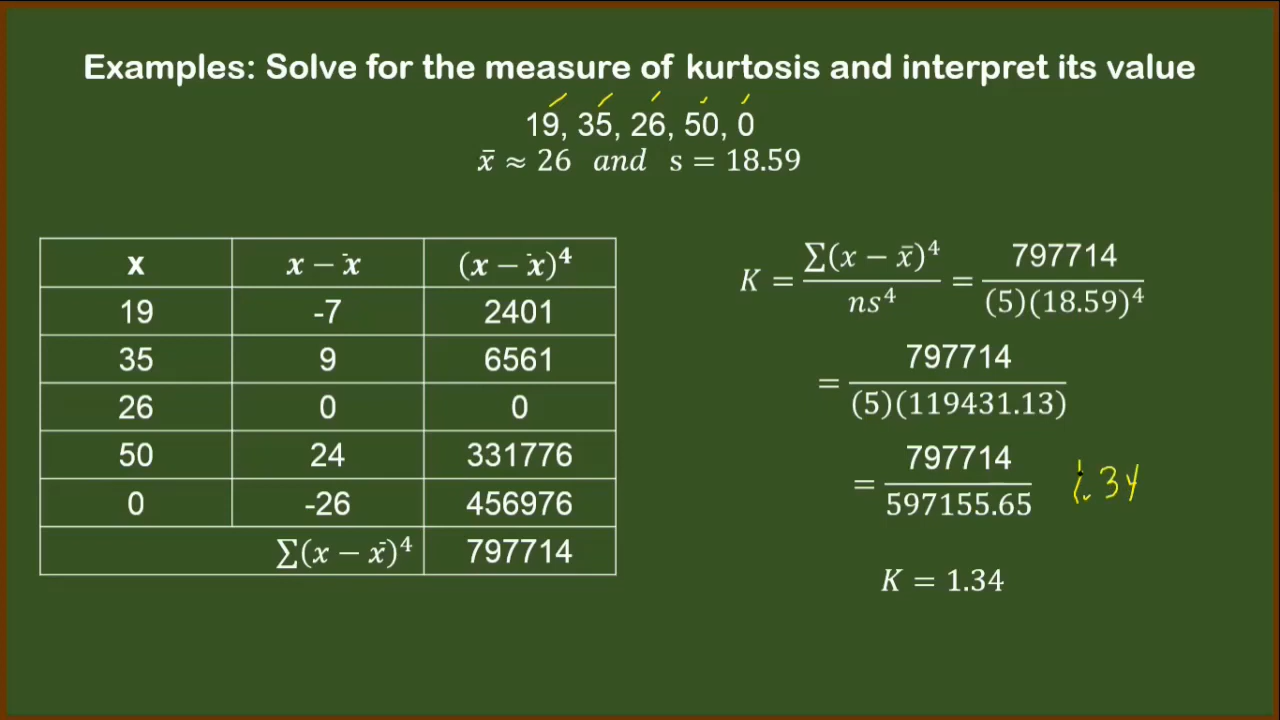 Examples: Solve for the measure of kurtosis and interpret its value
19, 35, 26, 50, 0
x̄ ≈ 26 and s = 18.59
x x − x̄ (x − x̄)⁴
19 -7 2401
35 9 6561
26 0 0
50 24 331776
0 -26 456976
∑(x − x̄)⁴ 797714
K = ∑(x − x̄)⁴ / ns⁴ = 797714 / (5)(18.59)⁴
= 797714 / (5)(119431.13)
= 797714 / 597155.65 1.34
K = 1.34